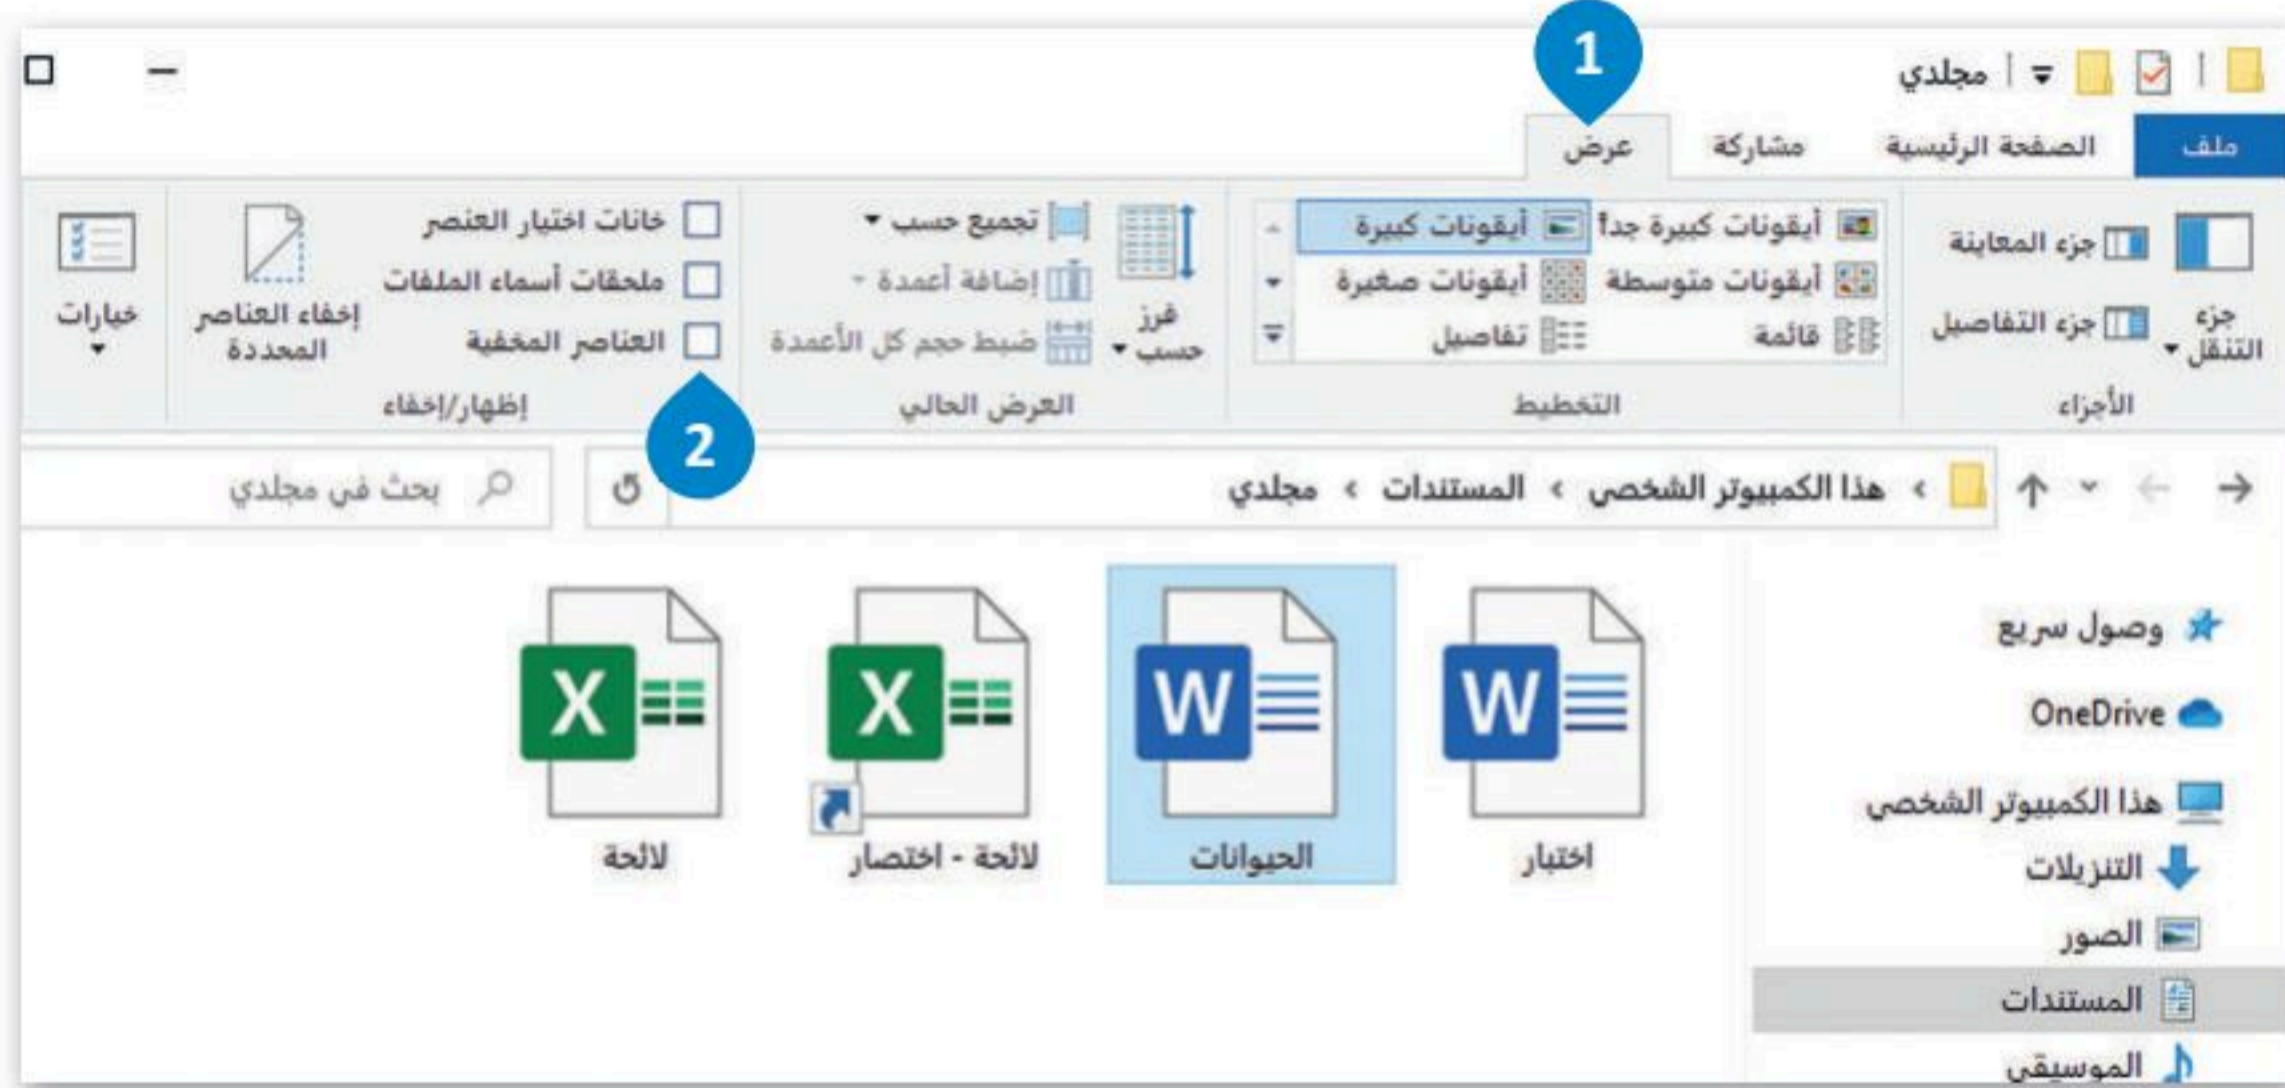 1
مجلدي
ملف الصفحة الرئيسية مشاركة عرض
جزء التنقل
جزء المعاينة
جزء التفاصيل
الأجزاء
أيقونات كبيرة جداً أيقونات كبيرة
أيقونات متوسطة أيقونات صغيرة
قائمة تفاصيل
التخطيط
فرز حسب
تجميع حسب
إضافة أعمدة
ضبط حجم كل الأعمدة
العرض الحالي
خانات اختيار العنصر
ملحقات أسماء الملفات
العناصر المخفية
إخفاء العناصر المحددة
إظهار/إخفاء
خيارات
2
هذا الكمبيوتر الشخصي › المستندات › مجلدي
بحث في مجلدي
وصول سريع
OneDrive
هذا الكمبيوتر الشخصي
التنزيلات
الصور
المستندات
الموسيقى
W W X X
اختبار الحيوانات لائحة - اختصار لائحة